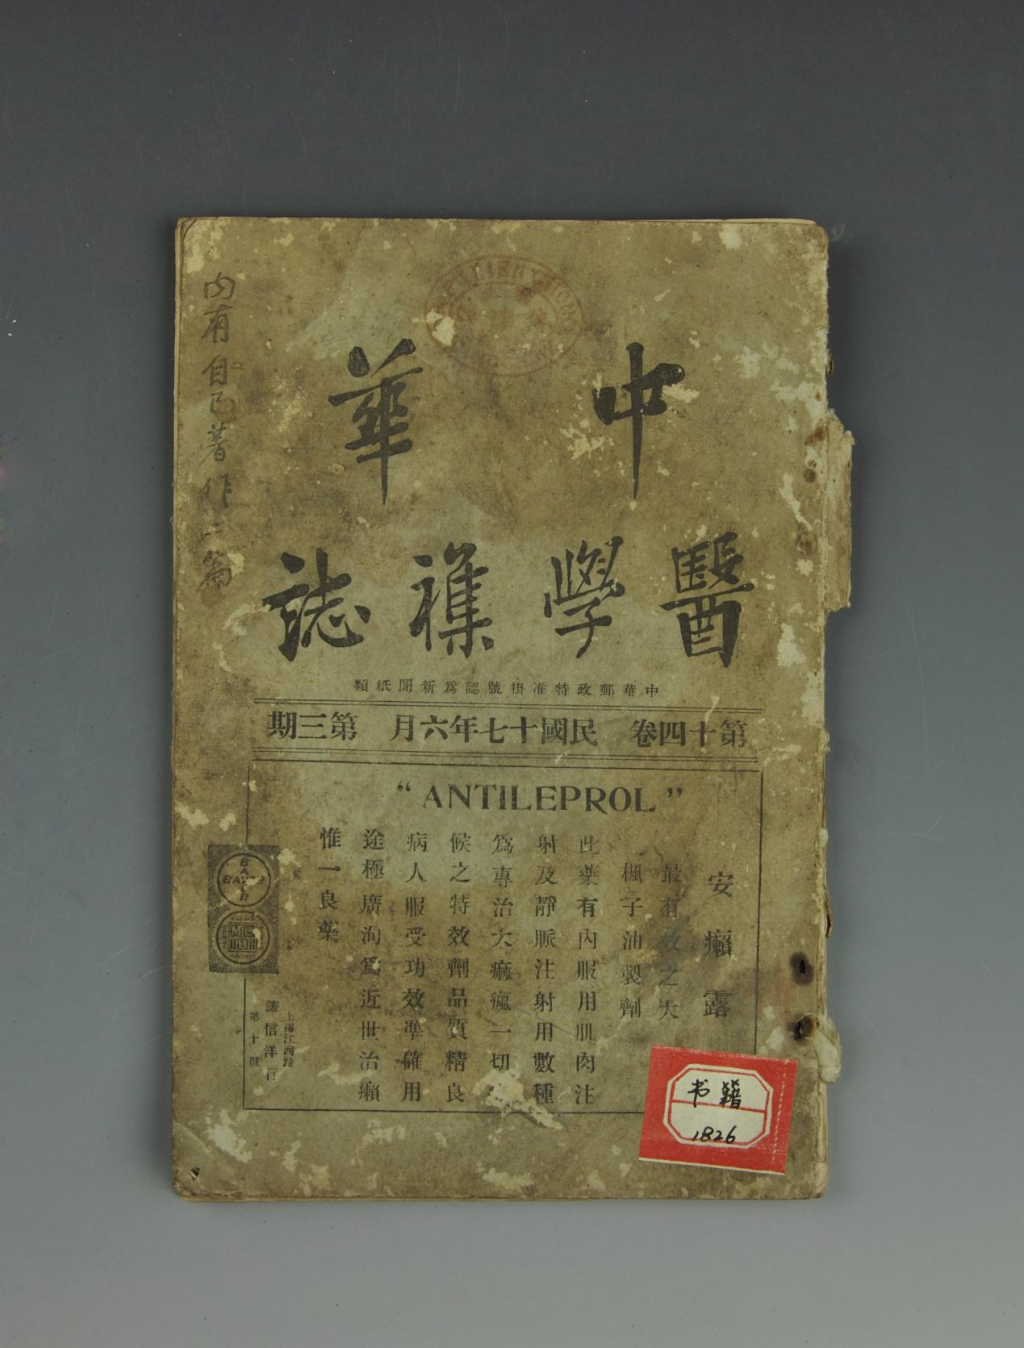 中華
醫學襍誌
中華郵政特准掛號認爲新聞紙類
第十四卷 民國十七年六月 第三期
“ANTILEPROL”
安癩露
最有效之大
楓子油製劑
此藥有內服用肌肉注
射及靜脈注射用數種
爲專治大麻瘋一切
候之特效劑品質精良
病人服受功效準確用
途極廣洵爲近世治癩
惟一良藥
上海江西路
謙信洋行
第十號
BAYER
內有自己著作二篇
书籍
1826